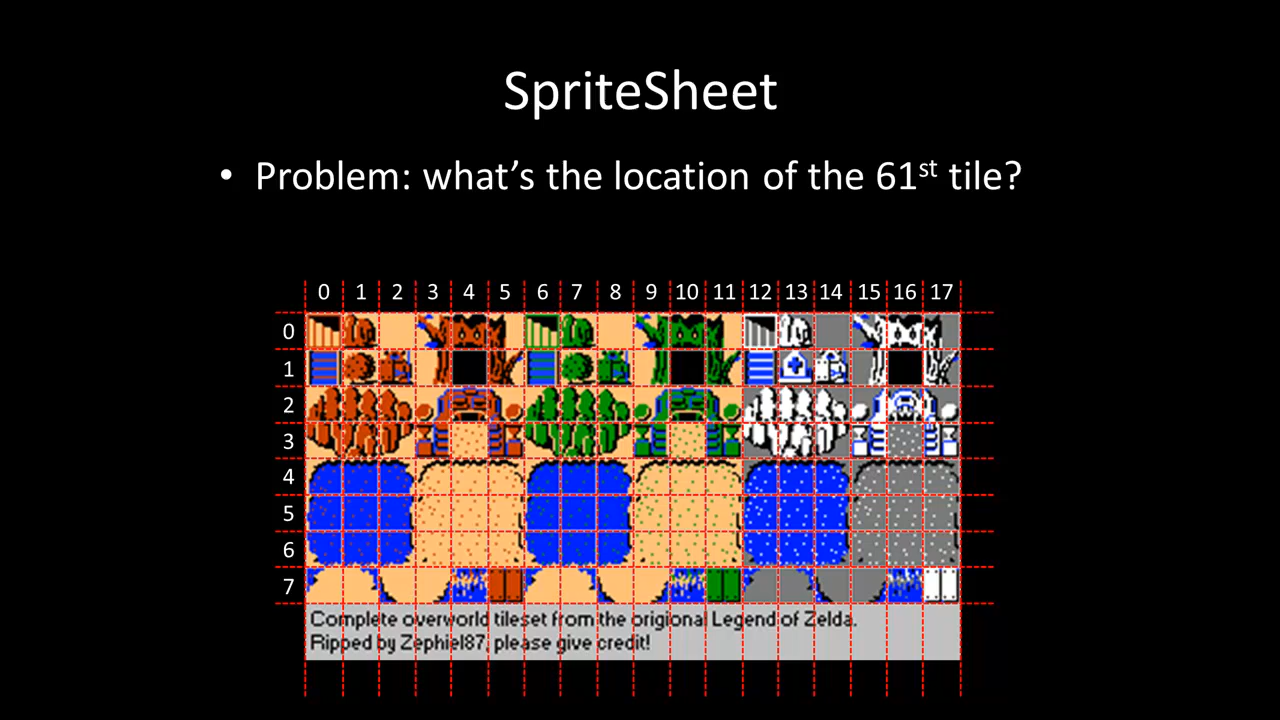 SpriteSheet
• Problem: what's the location of the 61st tile?
0 1 2 3 4 5 6 7 8 9 10 11 12 13 14 15 16 17
0
1
2
3
4
5
6
7
Complete overworld tileset from the origional Legend of Zelda.
Ripped by Zephiel87, please give credit!